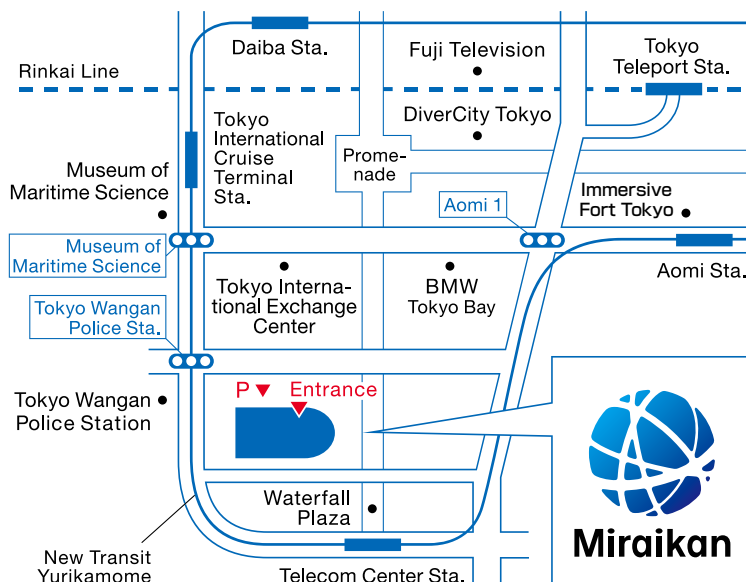 Daiba Sta.
Fuji Television
Tokyo
Teleport Sta.
Rinkai Line
DiverCity Tokyo
Tokyo
International
Cruise
Terminal
Sta.
Prome-
nade
Museum of
Maritime Science
Immersive
Fort Tokyo
Aomi 1
Museum of
Maritime Science
Aomi Sta.
Tokyo Interna-
tional Exchange
Center
BMW
Tokyo Bay
Tokyo Wangan
Police Sta.
P
Entrance
Tokyo Wangan
Police Station
Waterfall
Plaza
Miraikan
New Transit
Yurikamome
Telecom Center Sta.